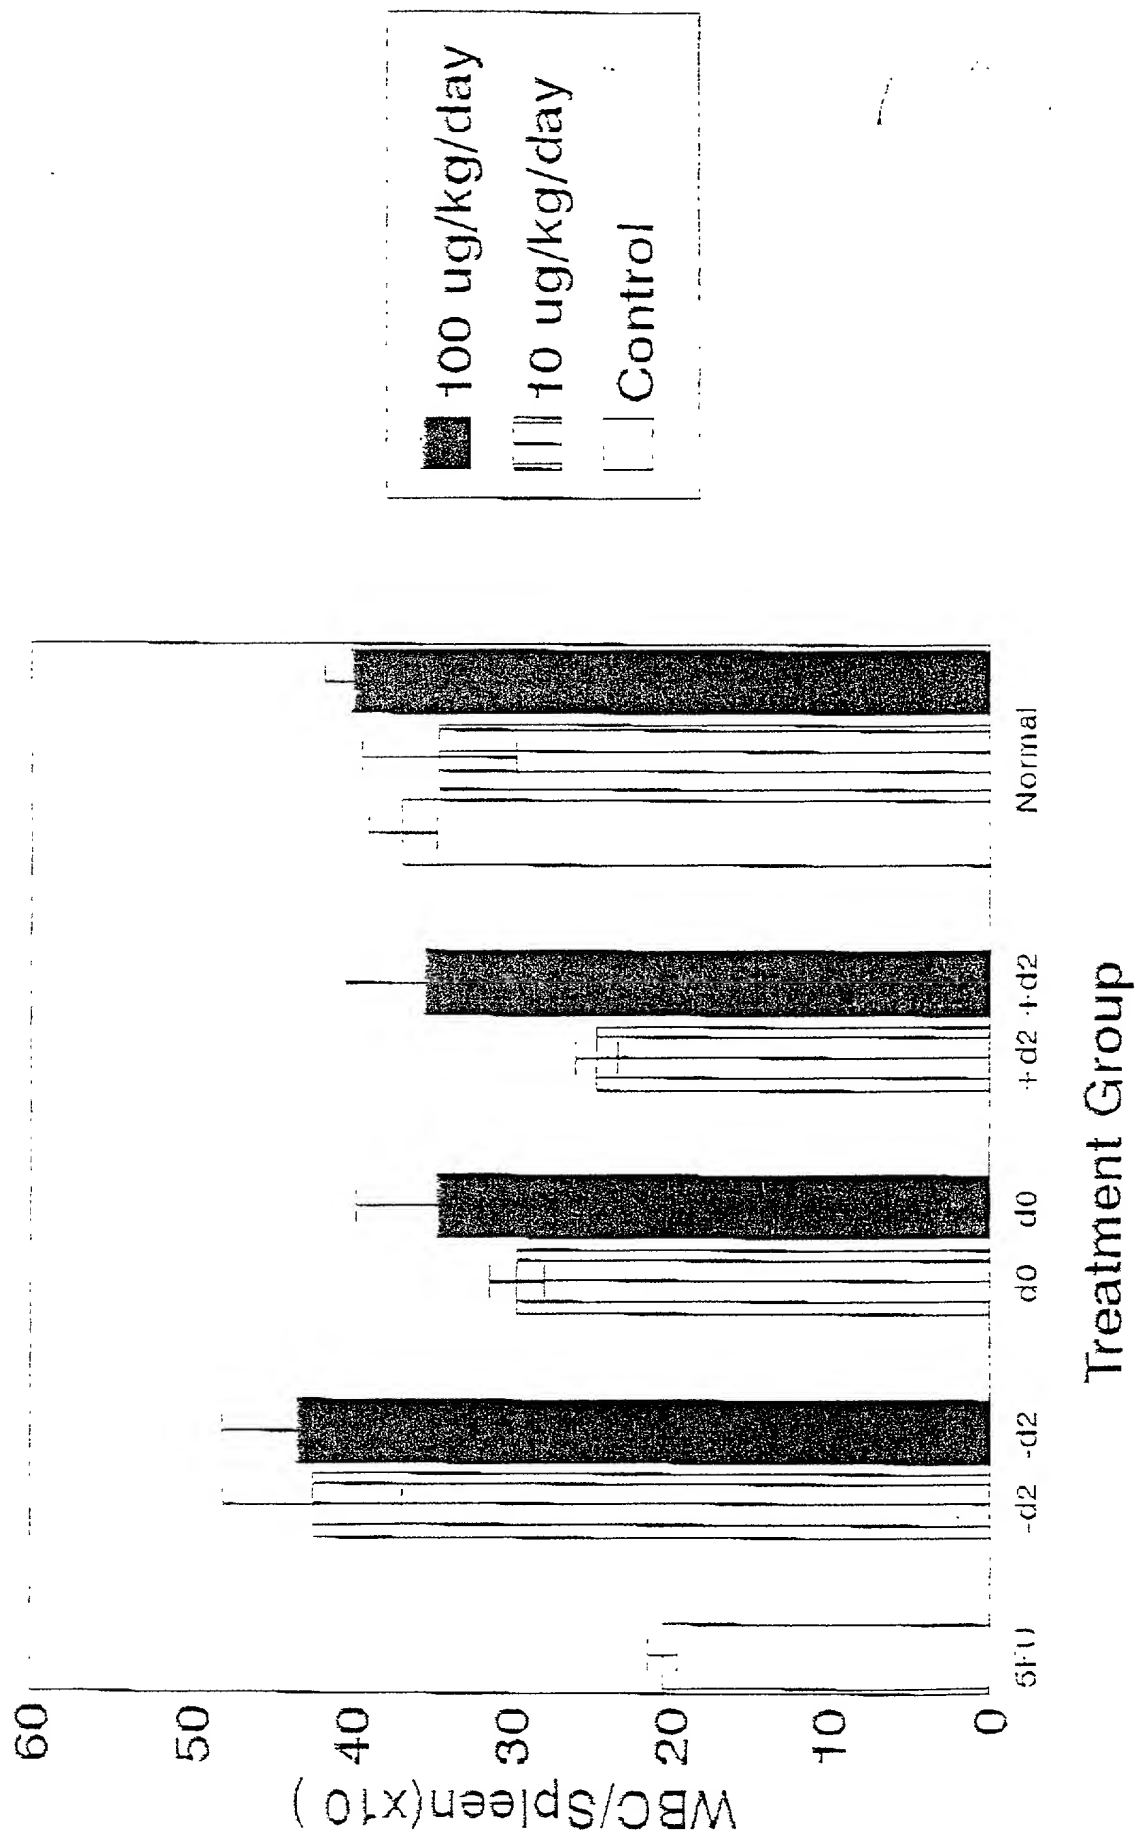 WBC/Spleen(x10 )
60
50
40
30
20
10
0
5FU
-d2
-d2
d0
d0
+d2
+d2
Normal
Treatment Group
100 ug/kg/day
10 ug/kg/day
Control